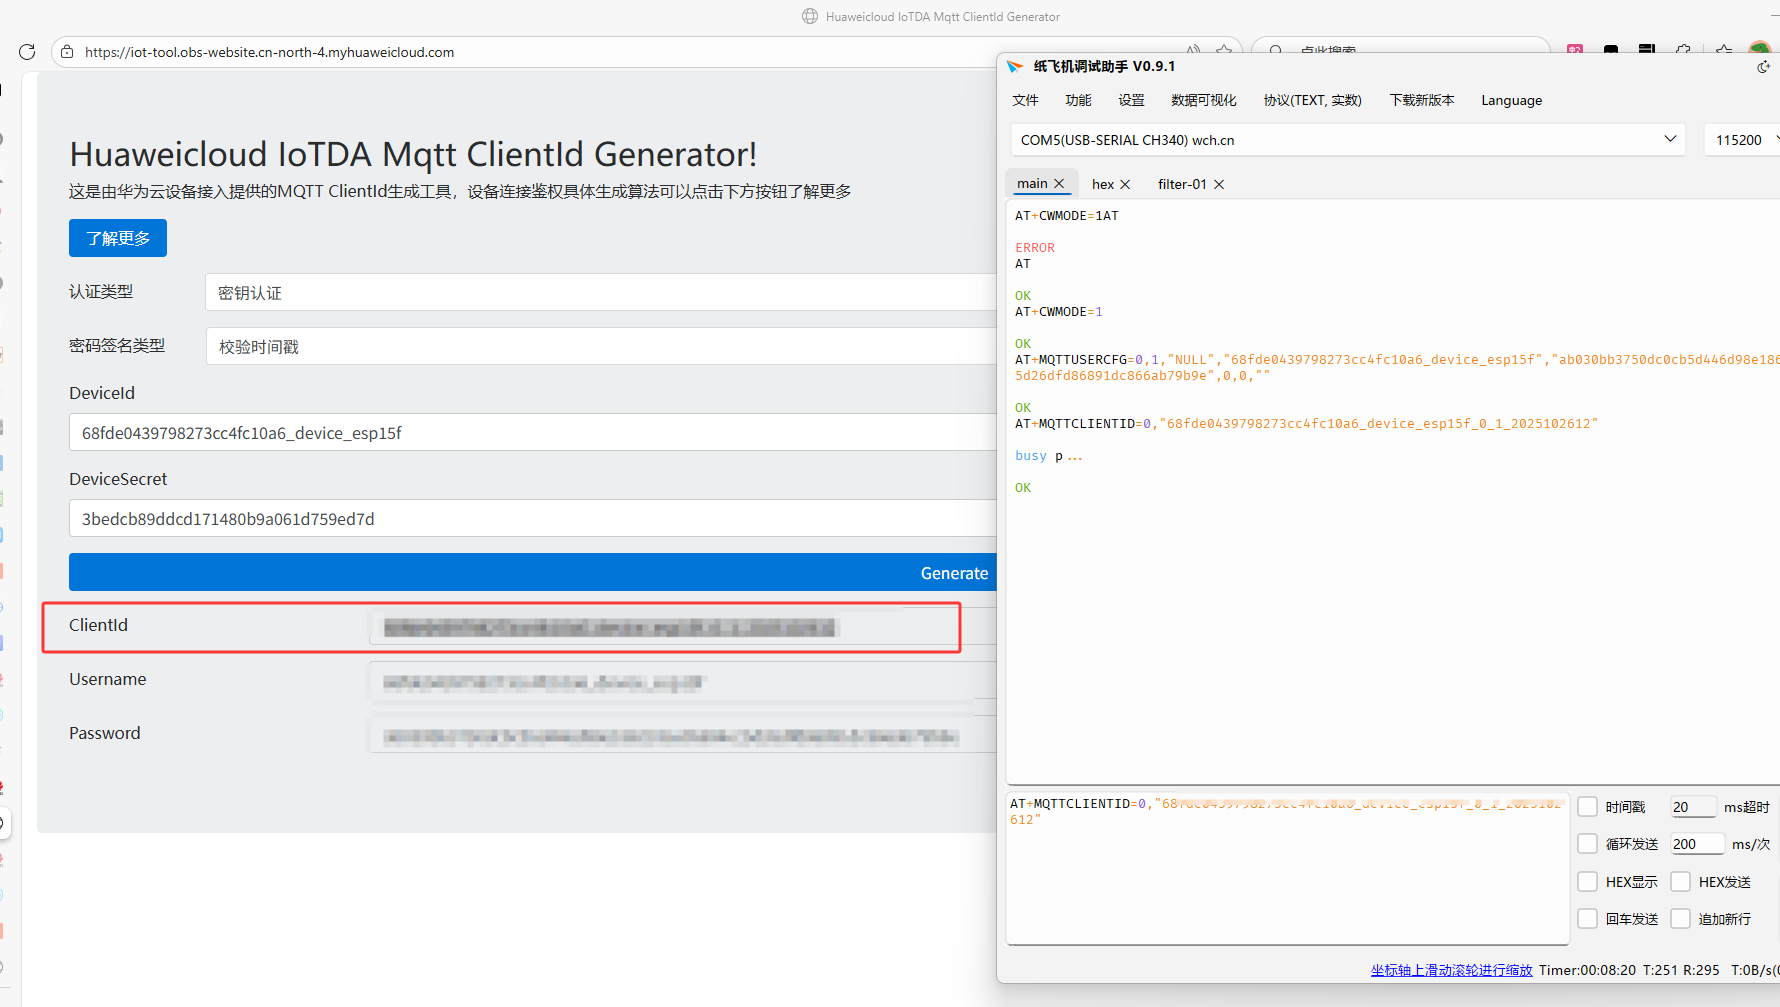 Huaweicloud IoTDA Mqtt ClientId Generator
https://iot-tool.obs-website.cn-north-4.myhuaweicloud.com
点此搜索
Huaweicloud IoTDA Mqtt ClientId Generator!
这是由华为云设备接入提供的MQTT ClientId生成工具，设备连接鉴权具体生成算法可以点击下方按钮了解更多
了解更多
认证类型
密钥认证
密码签名类型
校验时间戳
DeviceId
68fde0439798273cc4fc10a6_device_esp15f
DeviceSecret
3bedcb89ddcd171480b9a061d759ed7d
Generate
ClientId
Username
Password
纸飞机调试助手 V0.9.1
文件 功能 设置 数据可视化 协议(TEXT, 实数) 下载新版本 Language
COM5(USB-SERIAL CH340) wch.cn 115200
main hex filter-01
AT+CWMODE=1AT
ERROR
AT
OK
AT+CWMODE=1
OK
AT+MQTTUSERCFG=0,1,"NULL","68fde0439798273cc4fc10a6_device_esp15f","ab030bb3750dc0cb5d446d98e186
5d26dfd86891dc866ab79b9e",0,0,""
OK
AT+MQTTCLIENTID=0,"68fde0439798273cc4fc10a6_device_esp15f_0_1_2025102612"
busy p...
OK
AT+MQTTCLIENTID=0,"68fde0439798273cc4fc10a6_device_esp15f_0_1_2025102
612"
时间戳 20 ms超时
循环发送 200 ms/次
HEX显示 HEX发送
回车发送 追加新行
坐标轴上滑动滚轮进行缩放 Timer:00:08:20 T:251 R:295 T:0B/s(